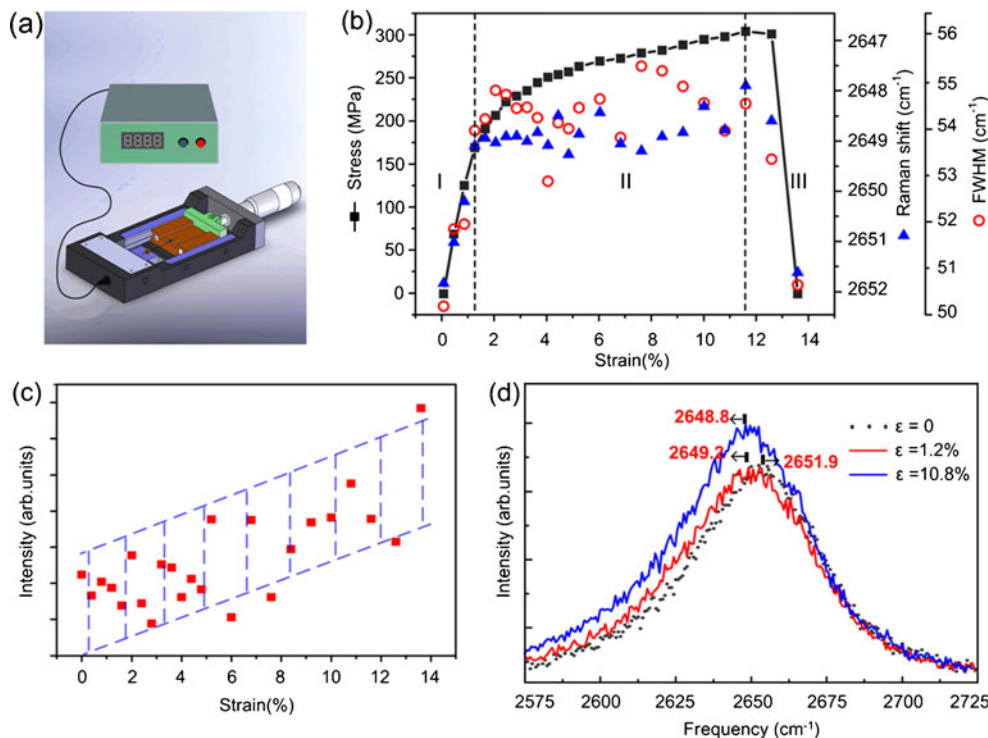 (a)
8888
(b)
300
250
200
150
100
50
0
Stress (MPa)
I
II
III
0 2 4 6 8 10 12 14
Strain(%)
2647
2648
2649
2650
2651
2652
Raman shift (cm⁻¹)
56
55
54
53
52
51
50
FWHM (cm⁻¹)
(c)
Intensity (arb.units)
0 2 4 6 8 10 12 14
Strain(%)
(d)
Intensity (arb.units)
2648.8
2649.2
2651.9
ε = 0
ε =1.2%
ε =10.8%
2575 2600 2625 2650 2675 2700 2725
Frequency (cm⁻¹)